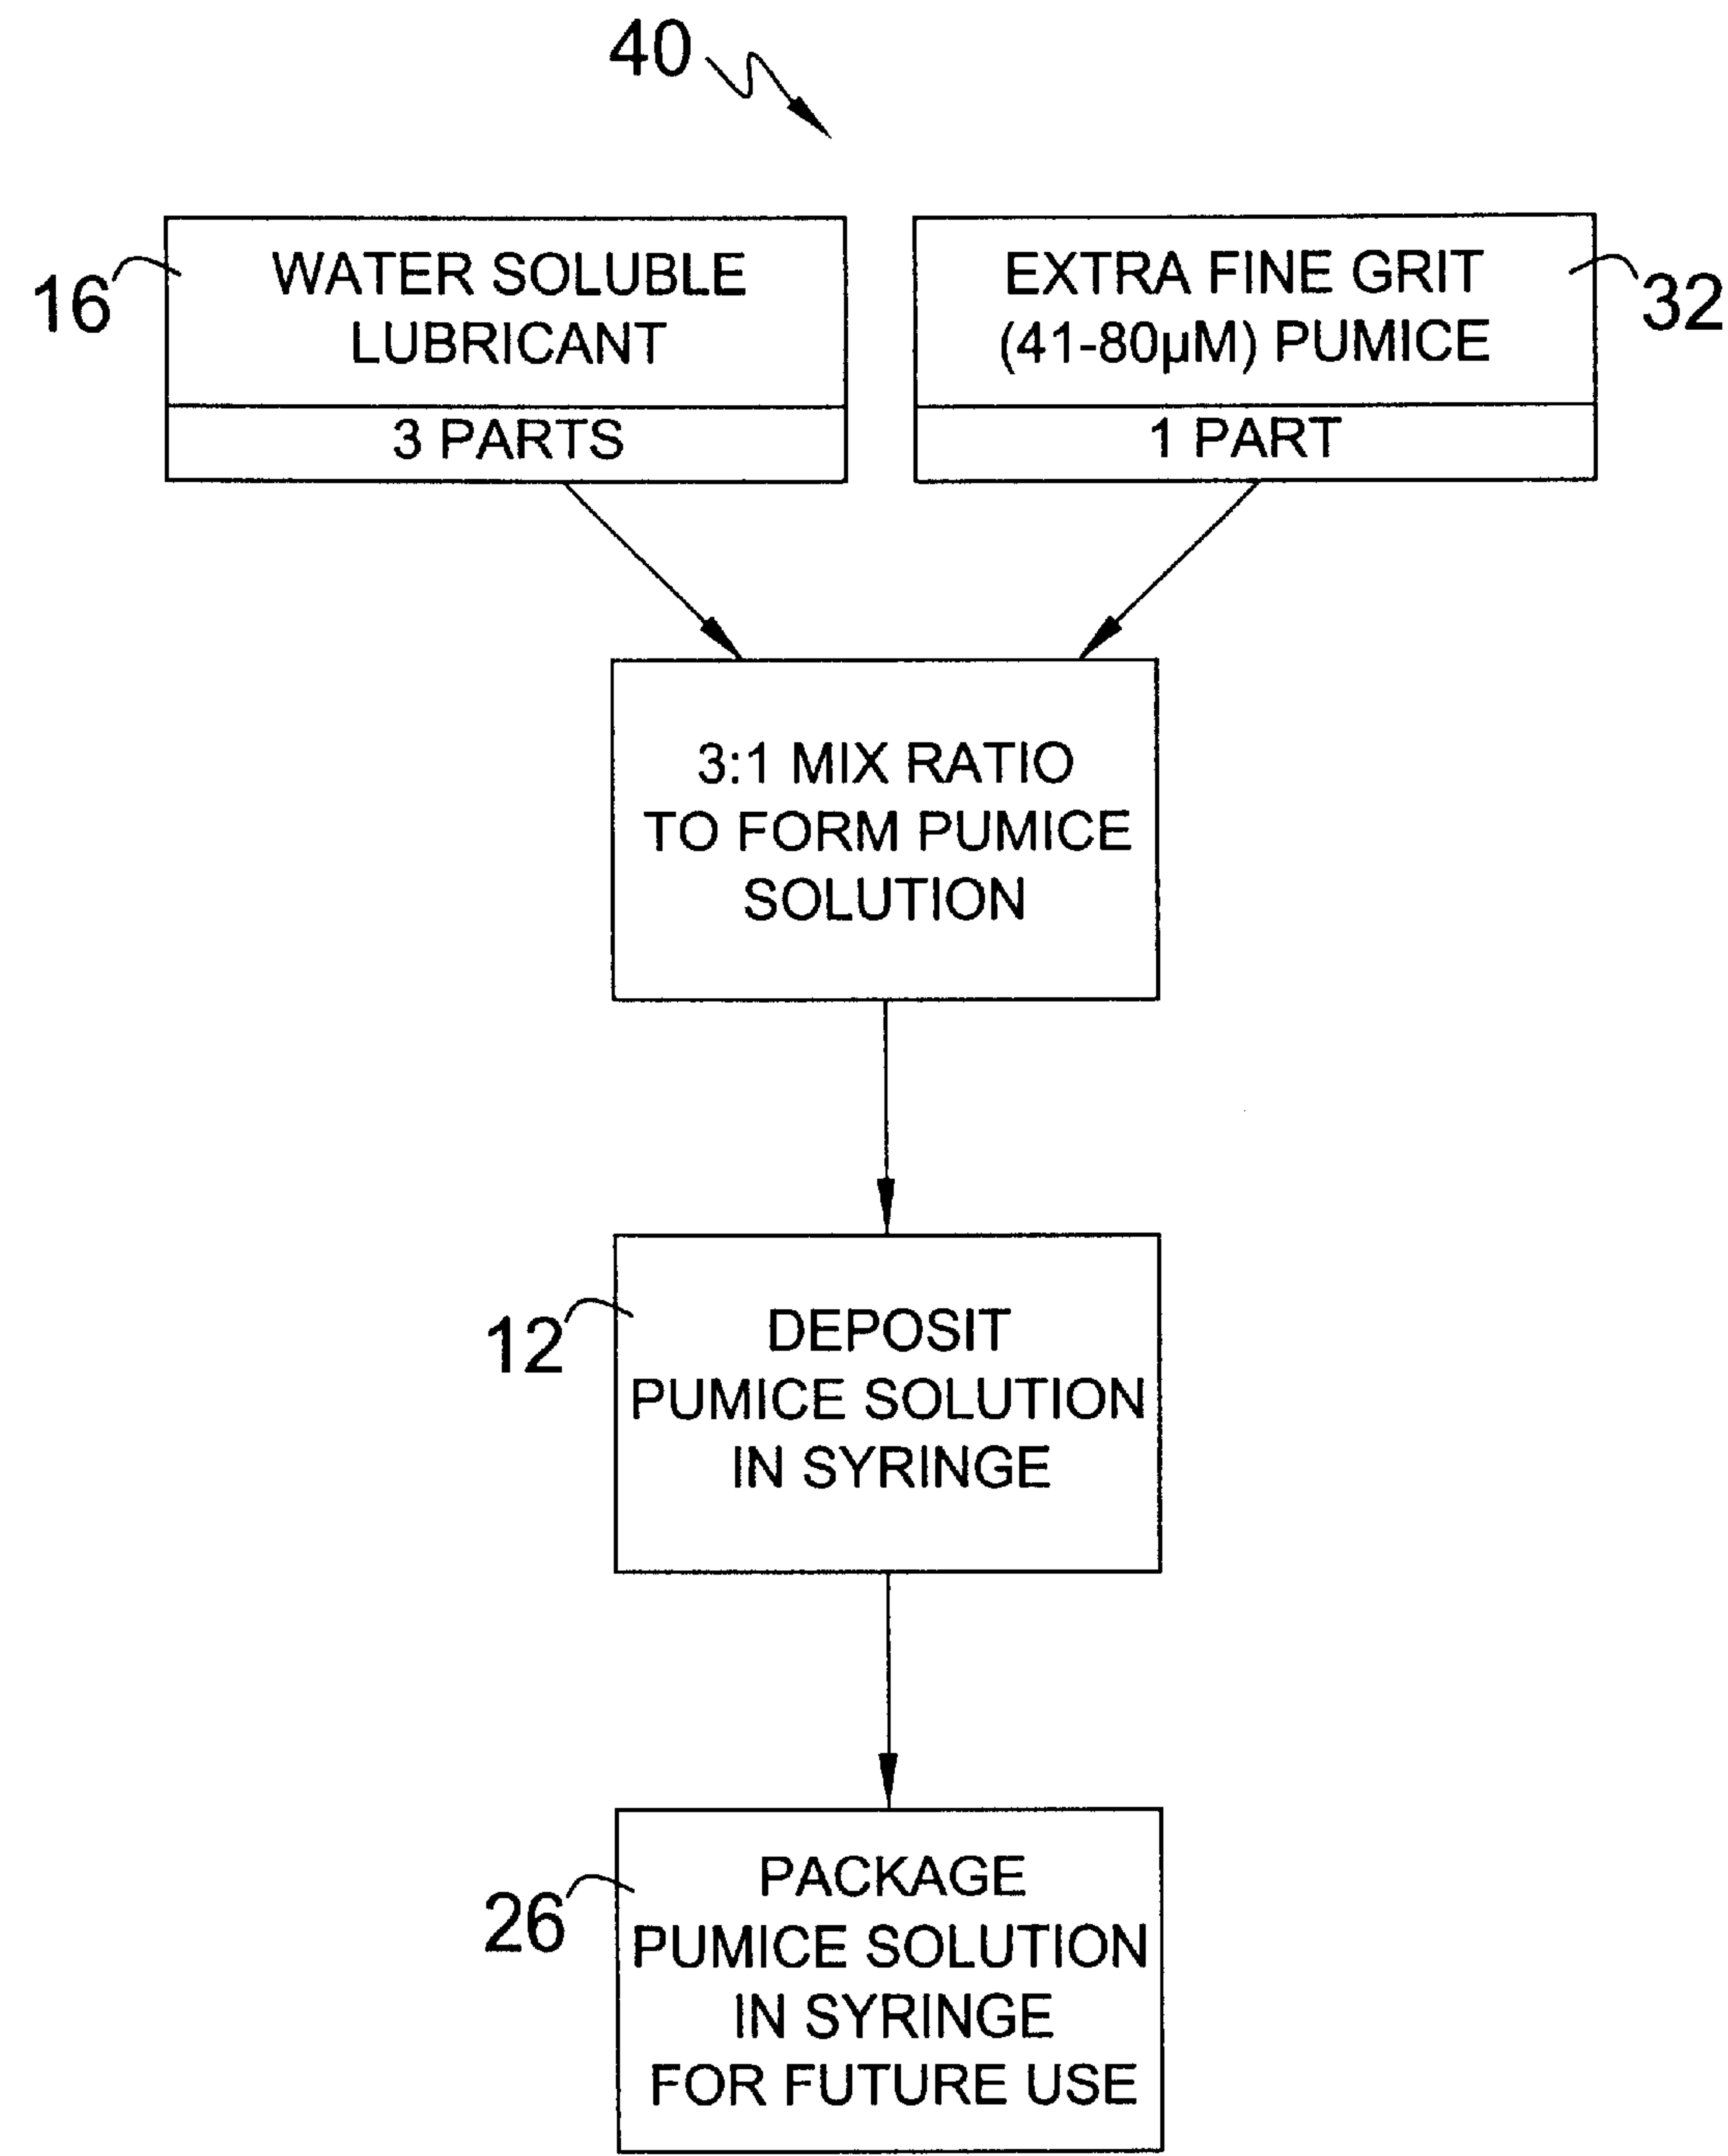 40
16
WATER SOLUBLE
LUBRICANT
3 PARTS
EXTRA FINE GRIT
(41-80µM) PUMICE
1 PART
32
3:1 MIX RATIO
TO FORM PUMICE
SOLUTION
12
DEPOSIT
PUMICE SOLUTION
IN SYRINGE
26
PACKAGE
PUMICE SOLUTION
IN SYRINGE
FOR FUTURE USE